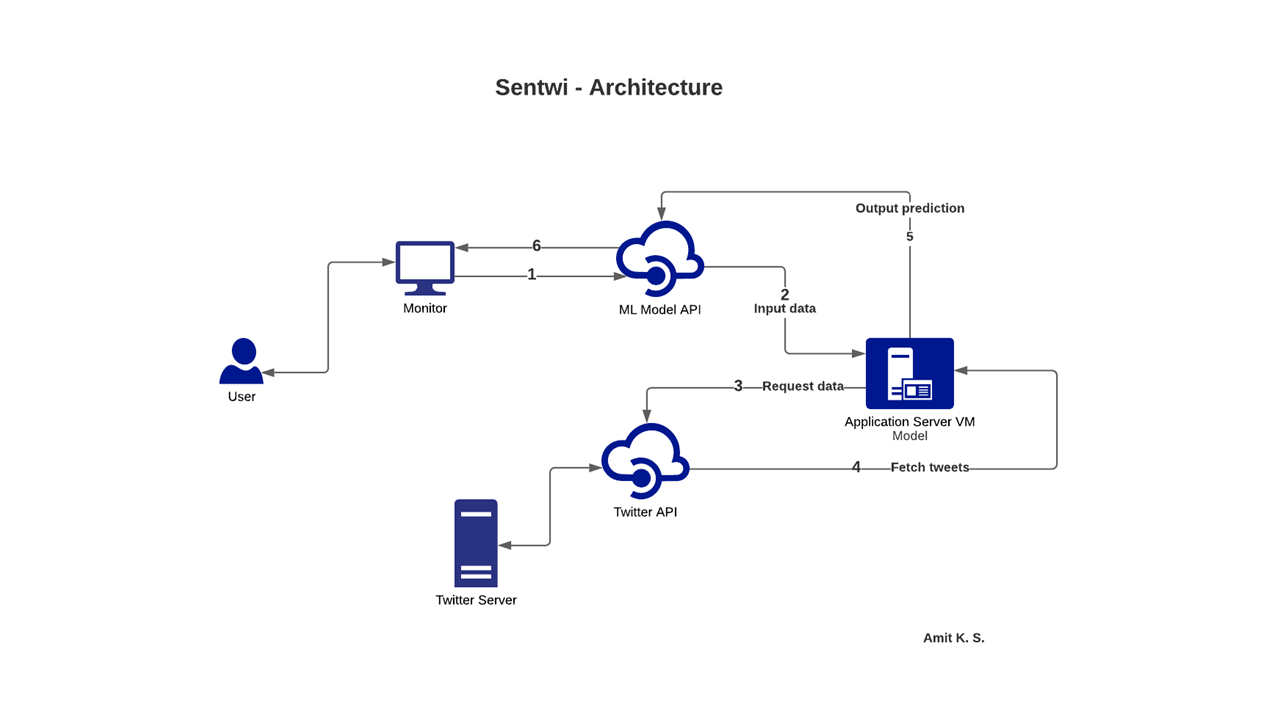 Sentwi - Architecture
Output prediction
5
6
1
Monitor
ML Model API
2
Input data
User
3 Request data
Application Server VM
Model
4 Fetch tweets
Twitter API
Twitter Server
Amit K. S.